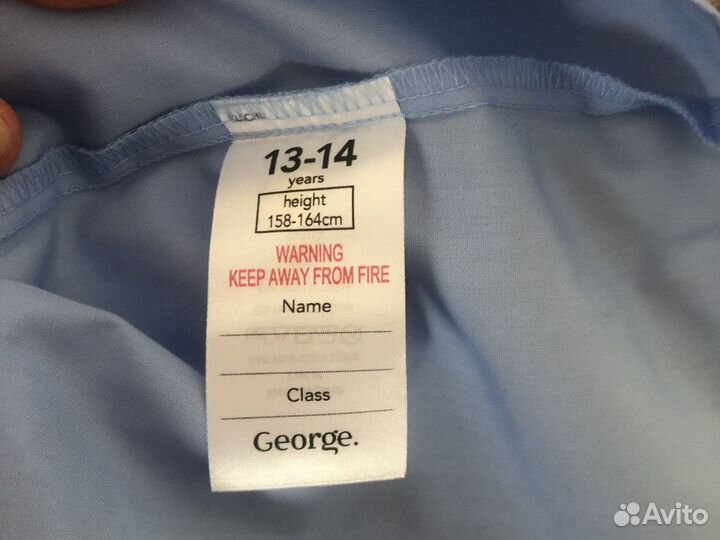 13-14
years
height
158-164cm
WARNING
KEEP AWAY FROM FIRE
Name
Class
George.
Avito